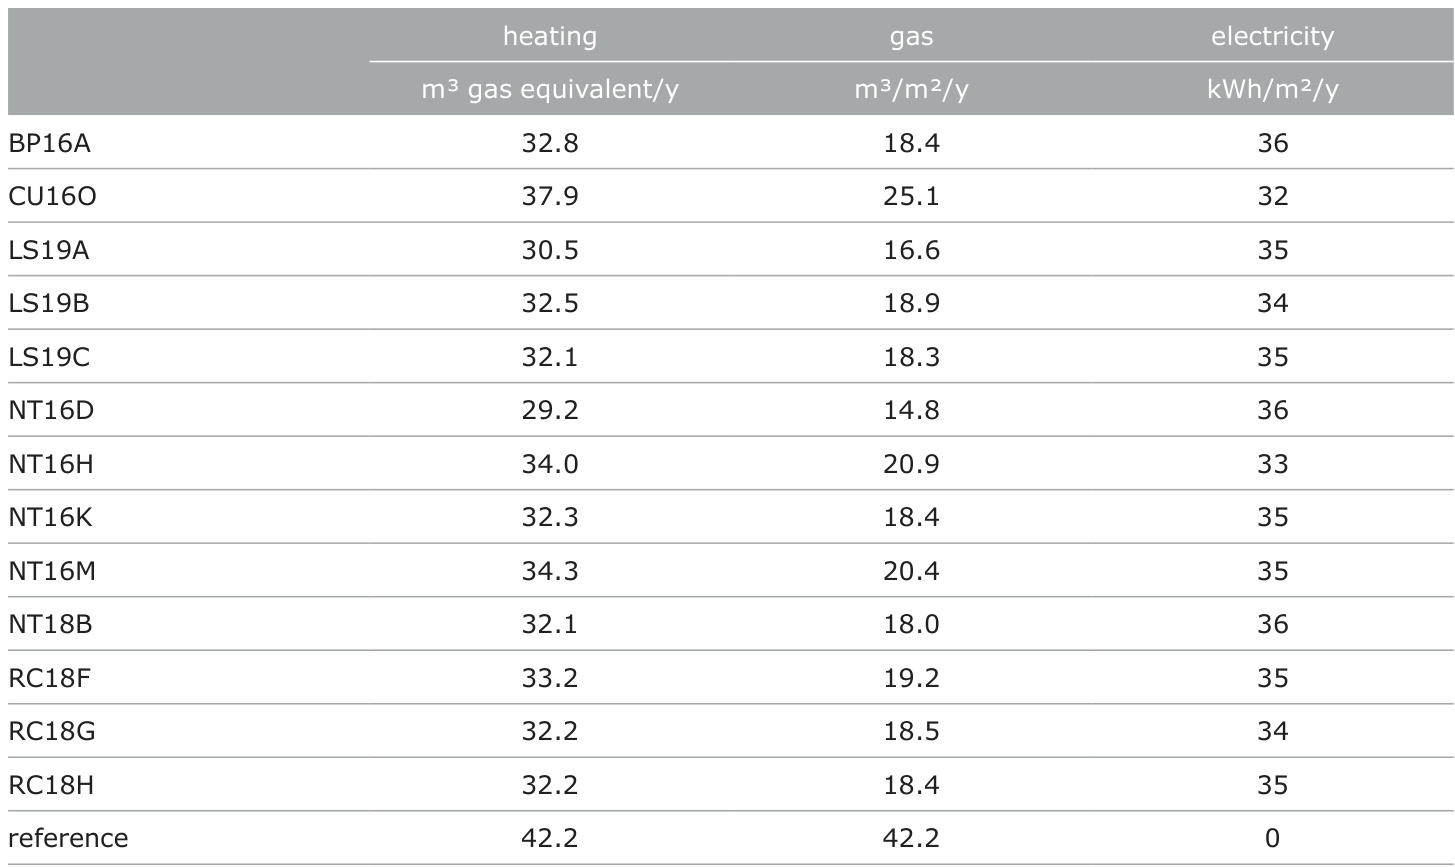 heating gas electricity
m³ gas equivalent/y m³/m²/y kWh/m²/y
BP16A 32.8 18.4 36
CU16O 37.9 25.1 32
LS19A 30.5 16.6 35
LS19B 32.5 18.9 34
LS19C 32.1 18.3 35
NT16D 29.2 14.8 36
NT16H 34.0 20.9 33
NT16K 32.3 18.4 35
NT16M 34.3 20.4 35
NT18B 32.1 18.0 36
RC18F 33.2 19.2 35
RC18G 32.2 18.5 34
RC18H 32.2 18.4 35
reference 42.2 42.2 0